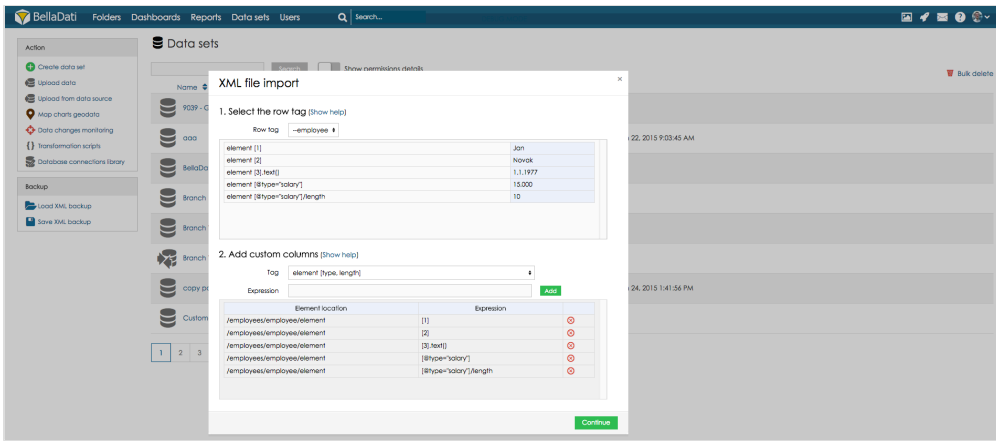 BellaDati Folders Dashboards Reports Data sets Users Search...
Action
Create data set
Upload data
Upload from data source
Map charts geodata
Data changes monitoring
Transformation scripts
Database connections library
Backup
Load XML backup
Save XML backup
Data sets
Search Show permissions details
Bulk delete
Name
9039 - G
aaa 22, 2015 9:03:45 AM
BellaDa
Branch
Branch
Branch
copy po 24, 2015 1:41:56 PM
Custom
1 2 3
XML file import ×
1. Select the row tag (Show help)
Row tag --employee
element [1] Jan
element [2] Novak
element [3].text() 1.1.1977
element [@type="salary"] 15.000
element [@type="salary"]/length 10
2. Add custom columns (Show help)
Tag element [type, length]
Expression Add
Element location Expression
/employees/employee/element [1]
/employees/employee/element [2]
/employees/employee/element [3].text()
/employees/employee/element [@type="salary"]
/employees/employee/element [@type="salary"]/length
Continue